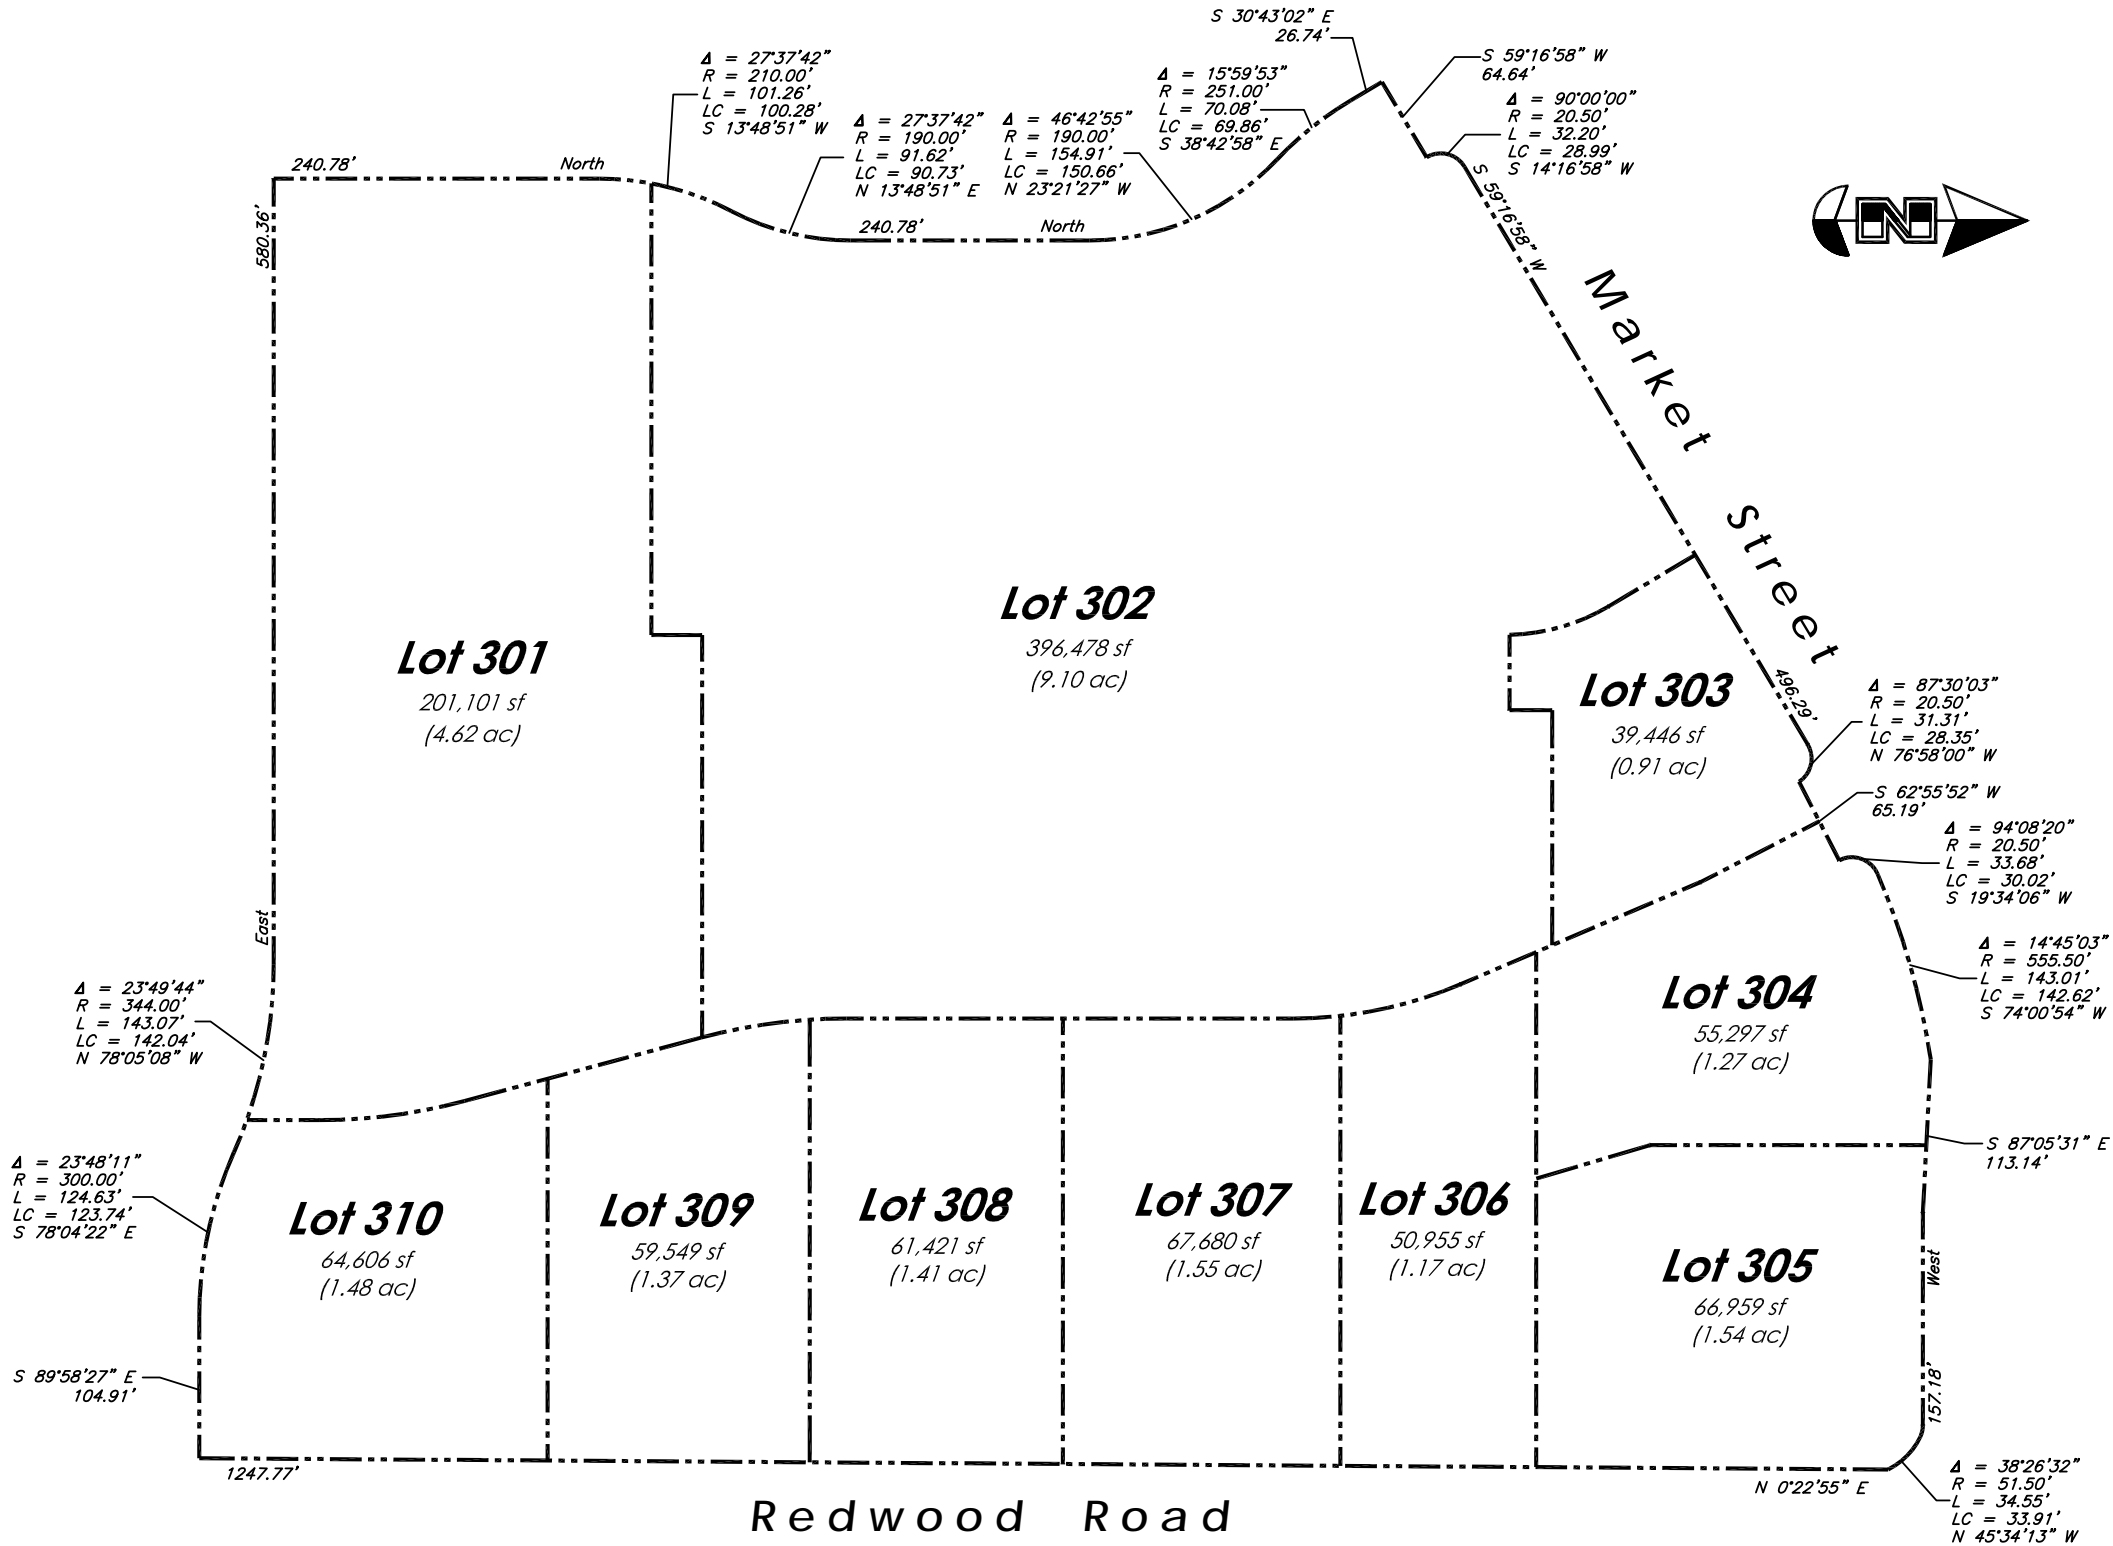 S 30°43'02" E
26.74'
S 59°16'58" W
64.64'
Δ = 27°37'42"
R = 210.00'
L = 101.26'
LC = 100.28'
S 13°48'51" W
Δ = 27°37'42"
R = 190.00'
L = 91.62'
LC = 90.73'
N 13°48'51" E
Δ = 46°42'55"
R = 190.00'
L = 154.91'
LC = 150.66'
N 23°21'27" W
Δ = 15°59'53"
R = 251.00'
L = 70.08'
LC = 69.86'
S 38°42'58" E
Δ = 90°00'00"
R = 20.50'
L = 32.20'
LC = 28.99'
S 14°16'58" W
240.78'
North
580.36'
240.78'
North
S 59°16'58" W
N
Market Street
Lot 301
201,101 sf
(4.62 ac)
Lot 302
396,478 sf
(9.10 ac)
Lot 303
39,446 sf
(0.91 ac)
496.29'
Δ = 87°30'03"
R = 20.50'
L = 31.31'
LC = 28.35'
N 76°58'00" W
S 62°55'52" W
65.19'
Δ = 94°08'20"
R = 20.50'
L = 33.68'
LC = 30.02'
S 19°34'06" W
East
Δ = 23°49'44"
R = 344.00'
L = 143.07'
LC = 142.04'
N 78°05'08" W
Δ = 14°45'03"
R = 555.50'
L = 143.01'
LC = 142.62'
S 74°00'54" W
Lot 304
55,297 sf
(1.27 ac)
S 87°05'31" E
113.14'
Δ = 23°48'11"
R = 300.00'
L = 124.63'
LC = 123.74'
S 78°04'22" E
Lot 310
64,606 sf
(1.48 ac)
Lot 309
59,549 sf
(1.37 ac)
Lot 308
61,421 sf
(1.41 ac)
Lot 307
67,680 sf
(1.55 ac)
Lot 306
50,955 sf
(1.17 ac)
Lot 305
66,959 sf
(1.54 ac)
West
157.18'
S 89°58'27" E
104.91'
1247.77'
N 0°22'55" E
Δ = 38°26'32"
R = 51.50'
L = 34.55'
LC = 33.91'
N 45°34'13" W
Redwood Road